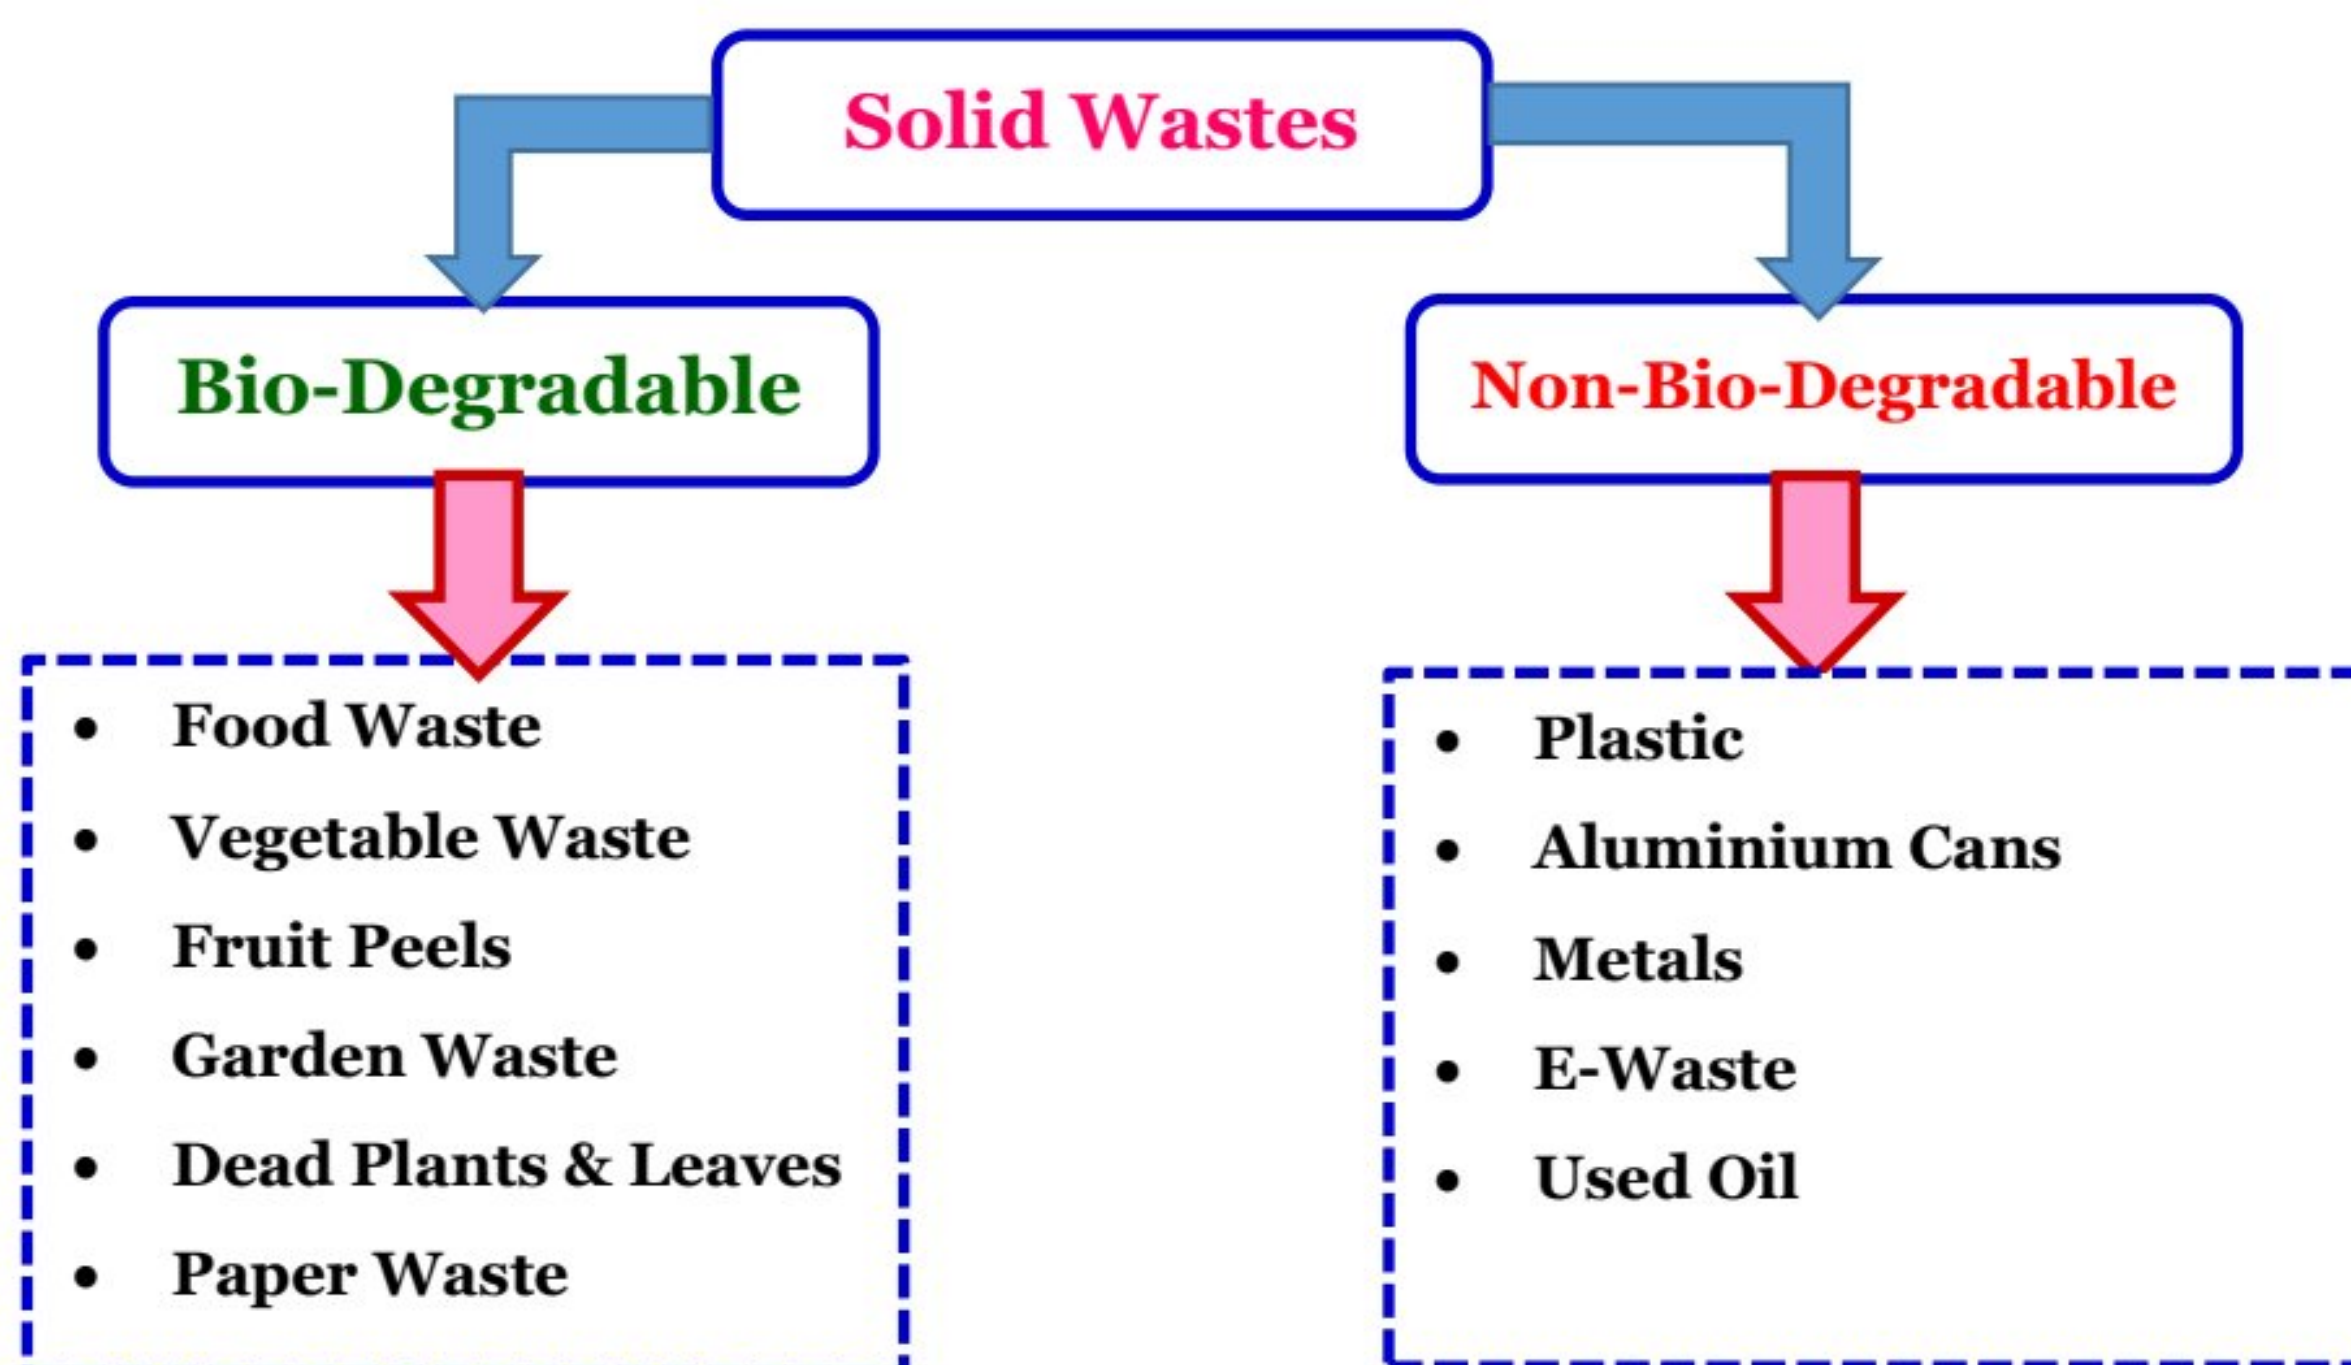 Solid Wastes
Bio-Degradable
Non-Bio-Degradable
• Food Waste
• Vegetable Waste
• Fruit Peels
• Garden Waste
• Dead Plants & Leaves
• Paper Waste
• Plastic
• Aluminium Cans
• Metals
• E-Waste
• Used Oil